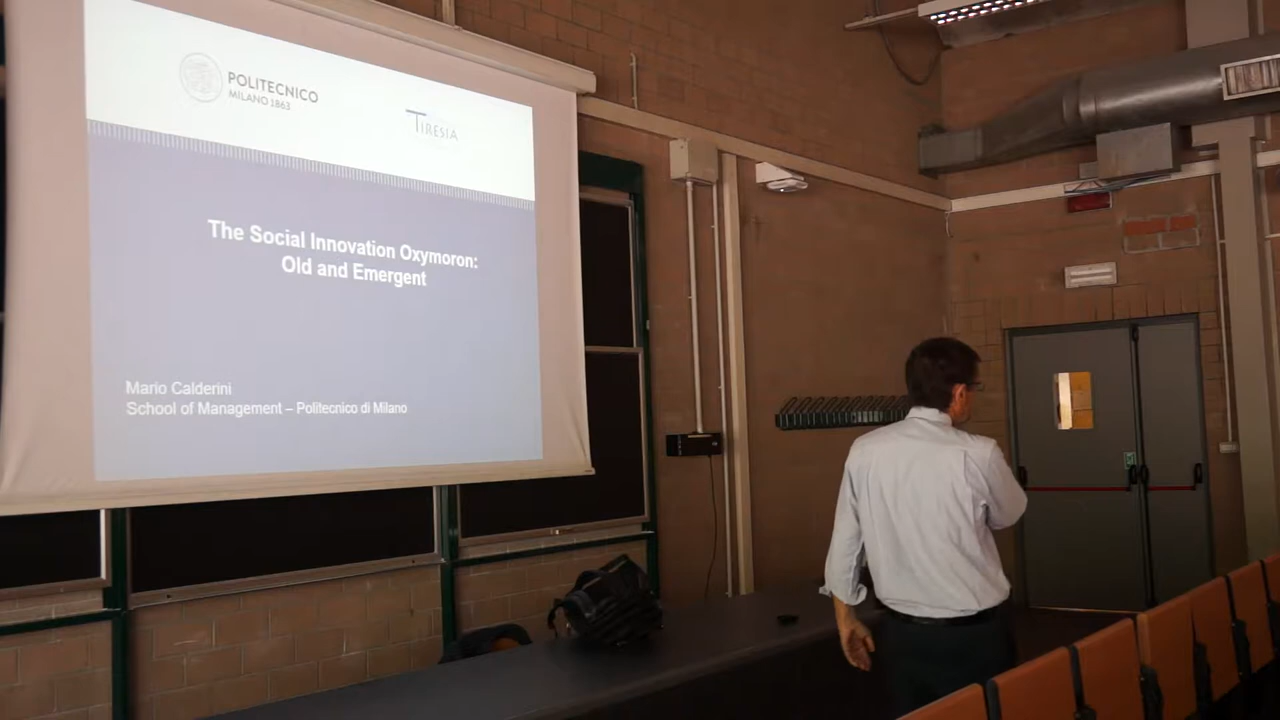 POLITECNICO
MILANO 1863
TIRESIA
The Social Innovation Oxymoron:
Old and Emergent
Mario Calderini
School of Management – Politecnico di Milano